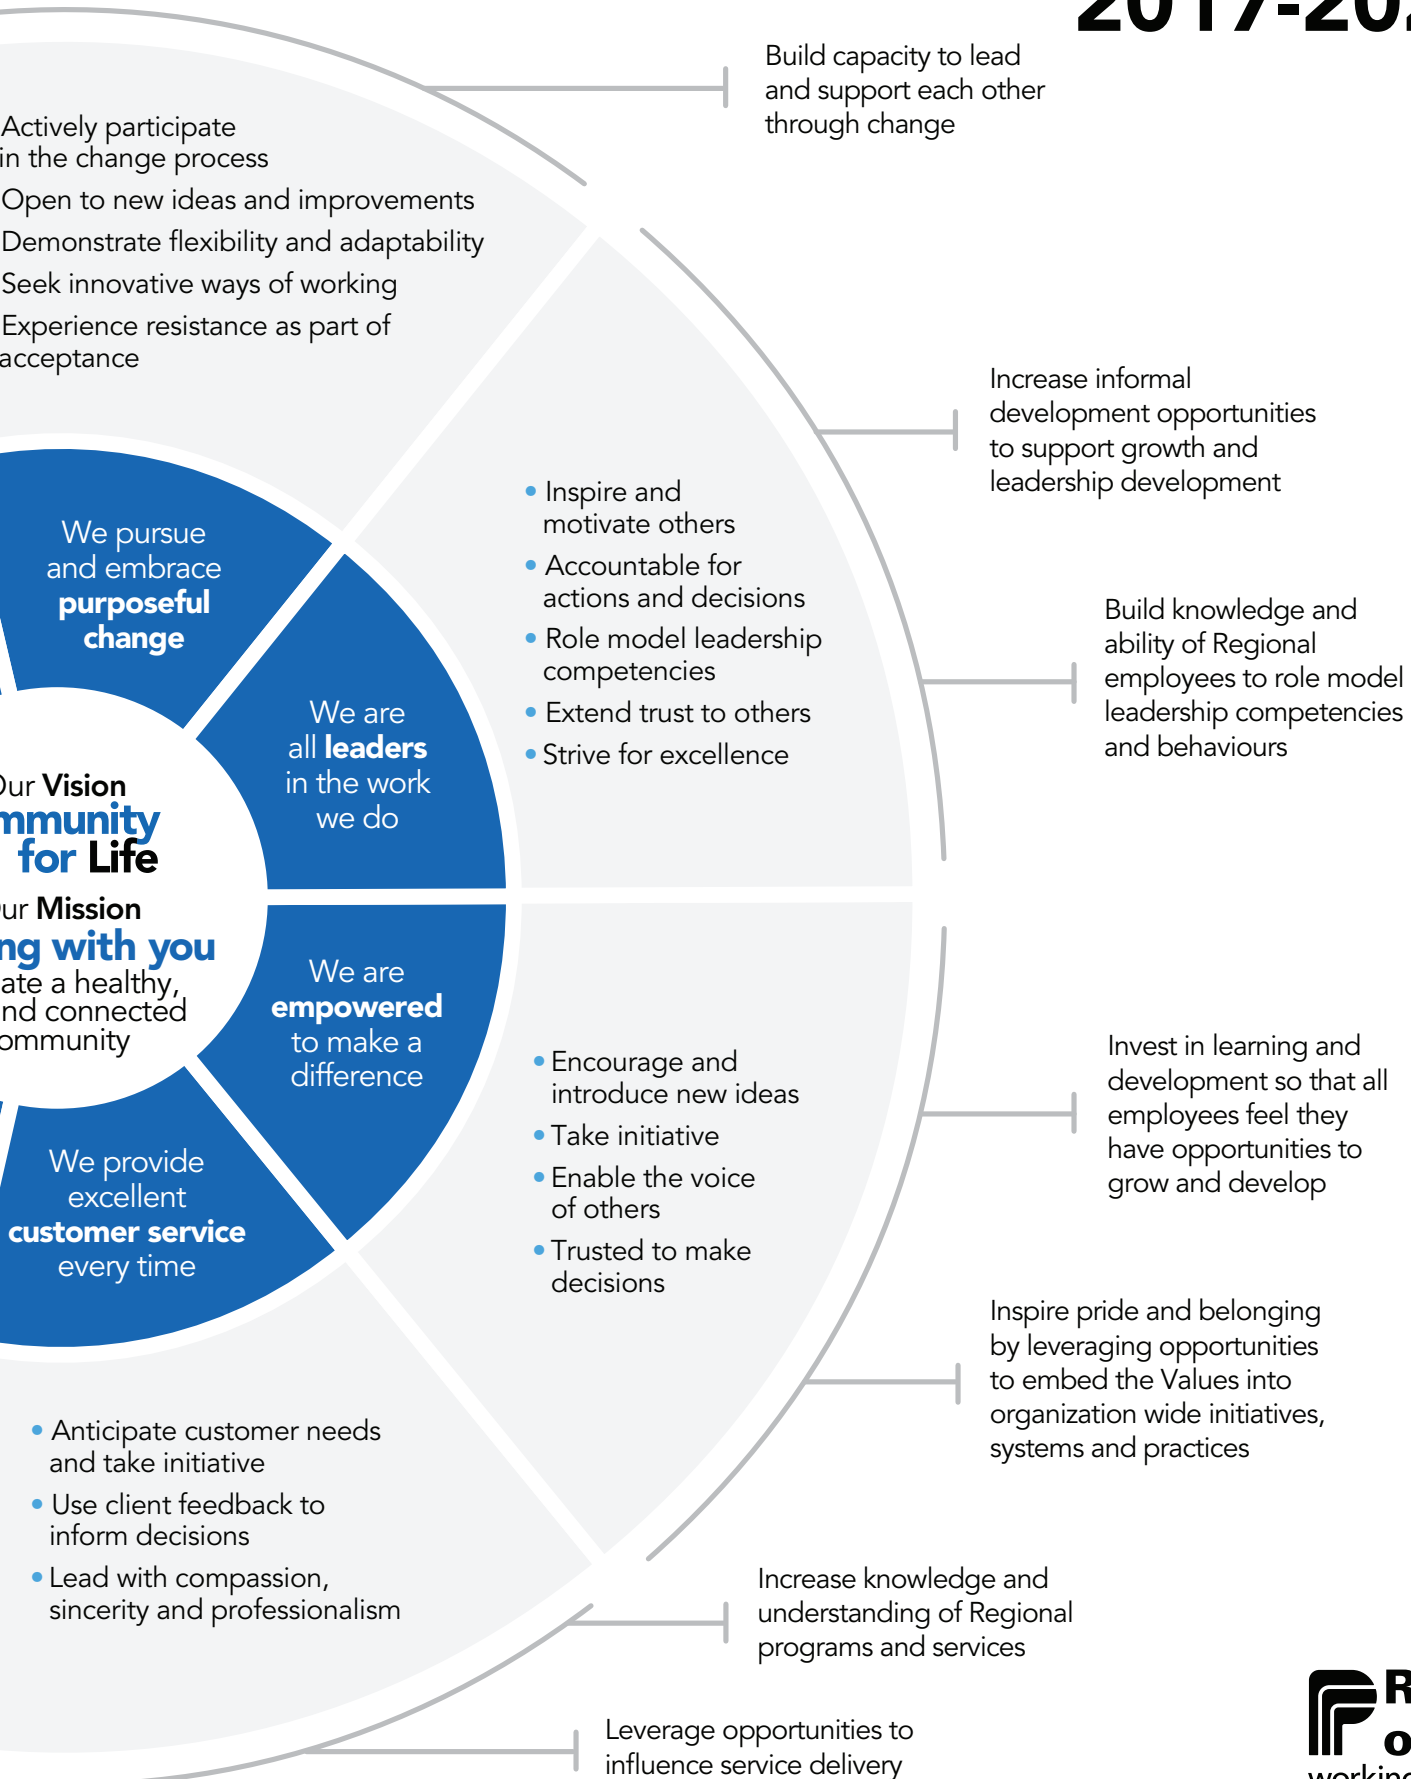 2017-20
Build capacity to lead
and support each other
through change
Actively participate
in the change process
Open to new ideas and improvements
Demonstrate flexibility and adaptability
Seek innovative ways of working
Experience resistance as part of
acceptance
Increase informal
development opportunities
to support growth and
leadership development
• Inspire and
motivate others
• Accountable for
actions and decisions
• Role model leadership
competencies
• Extend trust to others
• Strive for excellence
Build knowledge and
ability of Regional
employees to role model
leadership competencies
and behaviours
We pursue
and embrace
purposeful
change
We are
all leaders
in the work
we do
Our Vision
mmunity
for Life
ur Mission
ng with you
ate a healthy,
nd connected
ommunity
We are
empowered
to make a
difference
We provide
excellent
customer service
every time
• Encourage and
introduce new ideas
• Take initiative
• Enable the voice
of others
• Trusted to make
decisions
Invest in learning and
development so that all
employees feel they
have opportunities to
grow and develop
Inspire pride and belonging
by leveraging opportunities
to embed the Values into
organization wide initiatives,
systems and practices
• Anticipate customer needs
and take initiative
• Use client feedback to
inform decisions
• Lead with compassion,
sincerity and professionalism
Increase knowledge and
understanding of Regional
programs and services
Leverage opportunities to
influence service delivery
R
o
working